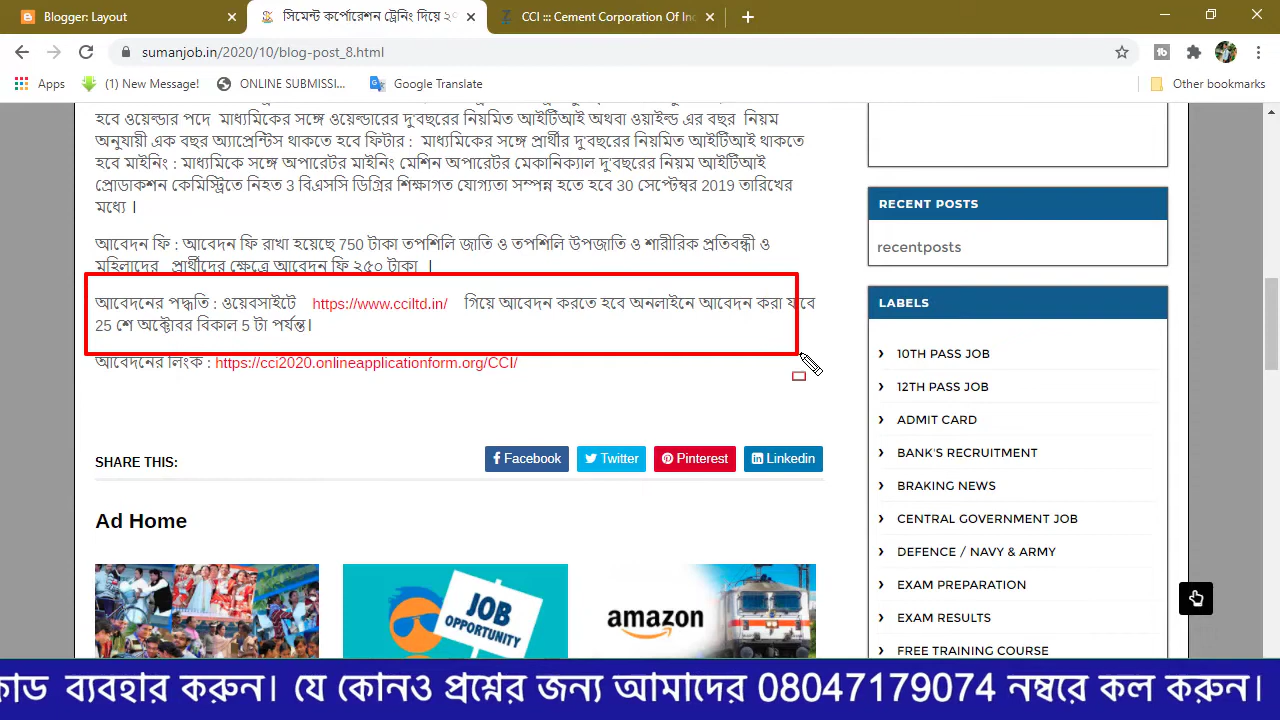 Blogger: Layout
সিমেন্ট কর্পোরেশন ট্রেনিং দিয়ে
CCI ::: Cement Corporation Of
sumanjob.in/2020/10/blog-post_8.html
Apps
(1) New Message!
ONLINE SUBMISSI...
Google Translate
Other bookmarks
হবে ওয়েল্ডার পদে মাধ্যমিকের সঙ্গে ওয়েল্ডারের দু'বছরের নিয়মিত আইটিআই অথবা ওয়াইল্ড এর বছর নিয়ম
অনুযায়ী এক বছর অ্যাপ্রেন্টিস থাকতে হবে ফিটার : মাধ্যমিকের সঙ্গে প্রার্থীর দু'বছরের নিয়মিত আইটিআই থাকতে
হবে মাইনিং : মাধ্যমিকে সঙ্গে অপারেটর মাইনিং মেশিন অপারেটর মেকানিক্যাল দু'বছরের নিয়ম আইটিআই
প্রোডাকশন কেমিস্ট্রিতে নিহত 3 বিএসসি ডিগ্রির শিক্ষাগত যোগ্যতা সম্পন্ন হতে হবে 30 সেপ্টেম্বর 2019 তারিখের
মধ্যে ।
আবেদন ফি : আবেদন ফি রাখা হয়েছে 750 টাকা তপশিলি জাতি ও তপশিলি উপজাতি ও শারীরিক প্রতিবন্ধী ও
মহিলাদের প্রার্থীদের ক্ষেত্রে আবেদন ফি ২৫০ টাকা ।
আবেদনের পদ্ধতি : ওয়েবসাইটে https://www.cciltd.in/ গিয়ে আবেদন করতে হবে অনলাইনে আবেদন করা যাবে
25 শে অক্টোবর বিকাল 5 টা পর্যন্ত।
আবেদনের লিংক : https://cci2020.onlineapplicationform.org/CCI/
SHARE THIS:
Facebook
Twitter
Pinterest
Linkedin
Ad Home
JOB OPPORTUNITY
amazon
RECENT POSTS
recentposts
LABELS
10TH PASS JOB
12TH PASS JOB
ADMIT CARD
BANK'S RECRUITMENT
BRAKING NEWS
CENTRAL GOVERNMENT JOB
DEFENCE / NAVY & ARMY
EXAM PREPARATION
EXAM RESULTS
FREE TRAINING COURSE
ব্যবহার করুন। যে কোনও প্রশ্নের জন্য আমাদের 08047179074 নম্বরে কল করুন।